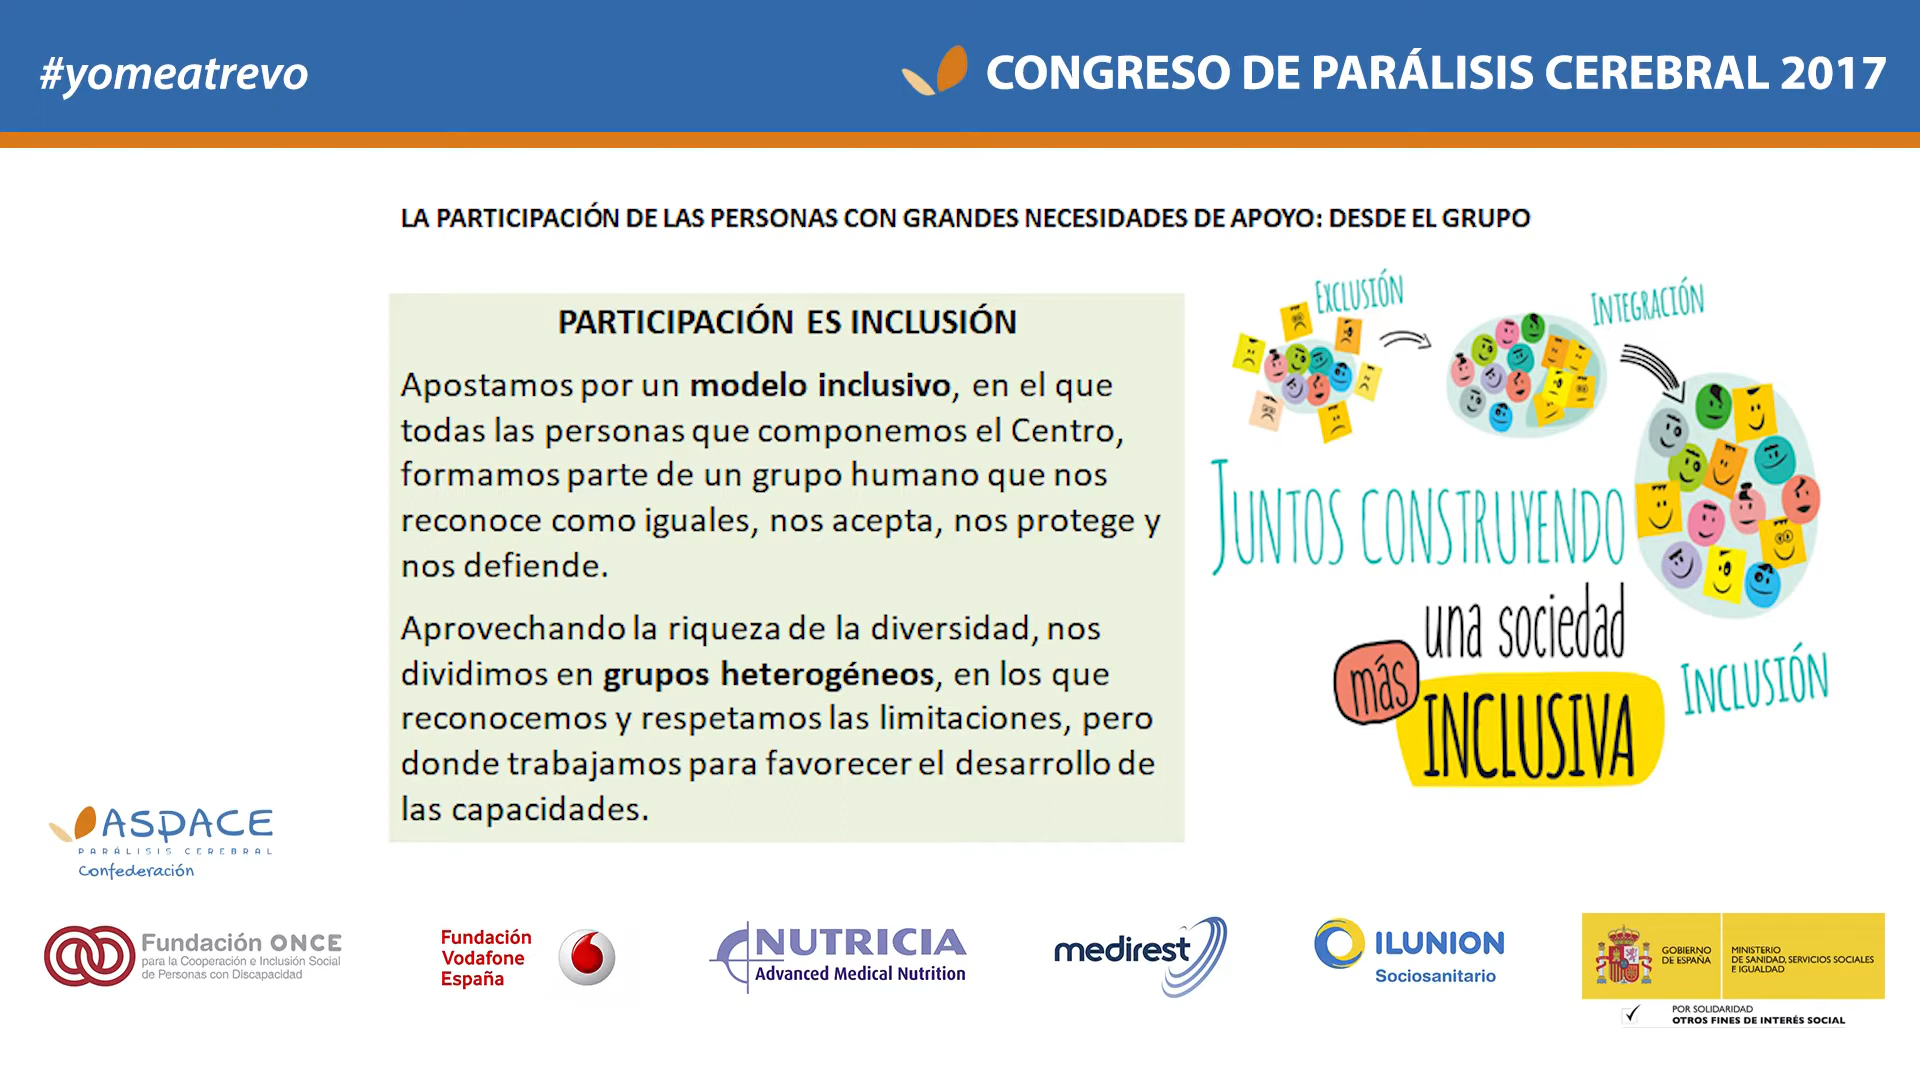 #yomeatrevo
CONGRESO DE PARÁLISIS CEREBRAL 2017
LA PARTICIPACIÓN DE LAS PERSONAS CON GRANDES NECESIDADES DE APOYO: DESDE EL GRUPO
PARTICIPACIÓN ES INCLUSIÓN
Apostamos por un modelo inclusivo, en el que
todas las personas que componemos el Centro,
formamos parte de un grupo humano que nos
reconoce como iguales, nos acepta, nos protege y
nos defiende.
Aprovechando la riqueza de la diversidad, nos
dividimos en grupos heterogéneos, en los que
reconocemos y respetamos las limitaciones, pero
donde trabajamos para favorecer el desarrollo de
las capacidades.
EXCLUSIÓN
INTEGRACIÓN
JUNTOS CONSTRUYENDO
una sociedad
más
INCLUSIVA
INCLUSIÓN
ASPACE
PARÁLISIS CEREBRAL
Confederación
Fundación ONCE
para la Cooperación e Inclusión Social
de Personas con Discapacidad
Fundación
Vodafone
España
NUTRICIA
Advanced Medical Nutrition
medirest
ILUNION
Sociosanitario
GOBIERNO
DE ESPAÑA
MINISTERIO
DE SANIDAD, SERVICIOS SOCIALES
E IGUALDAD
POR SOLIDARIDAD
OTROS FINES DE INTERÉS SOCIAL